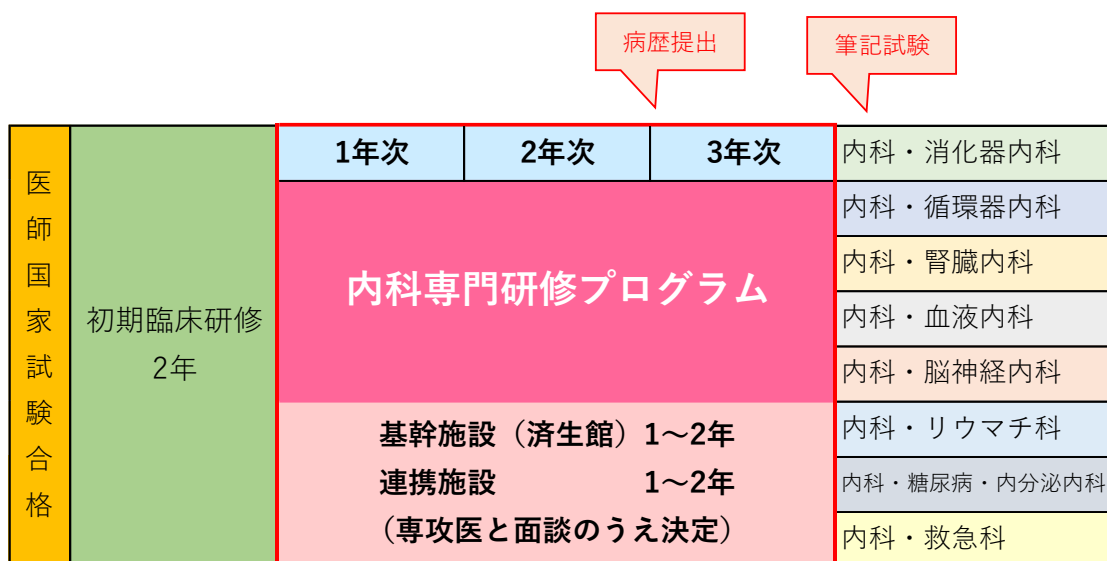 病歴提出
筆記試験
医師国家試験合格
初期臨床研修
2年
1年次
2年次
3年次
内科専門研修プログラム
基幹施設（済生館）1～2年
連携施設 1～2年
（専攻医と面談のうえ決定）
内科・消化器内科
内科・循環器内科
内科・腎臓内科
内科・血液内科
内科・脳神経内科
内科・リウマチ科
内科・糖尿病・内分泌内科
内科・救急科